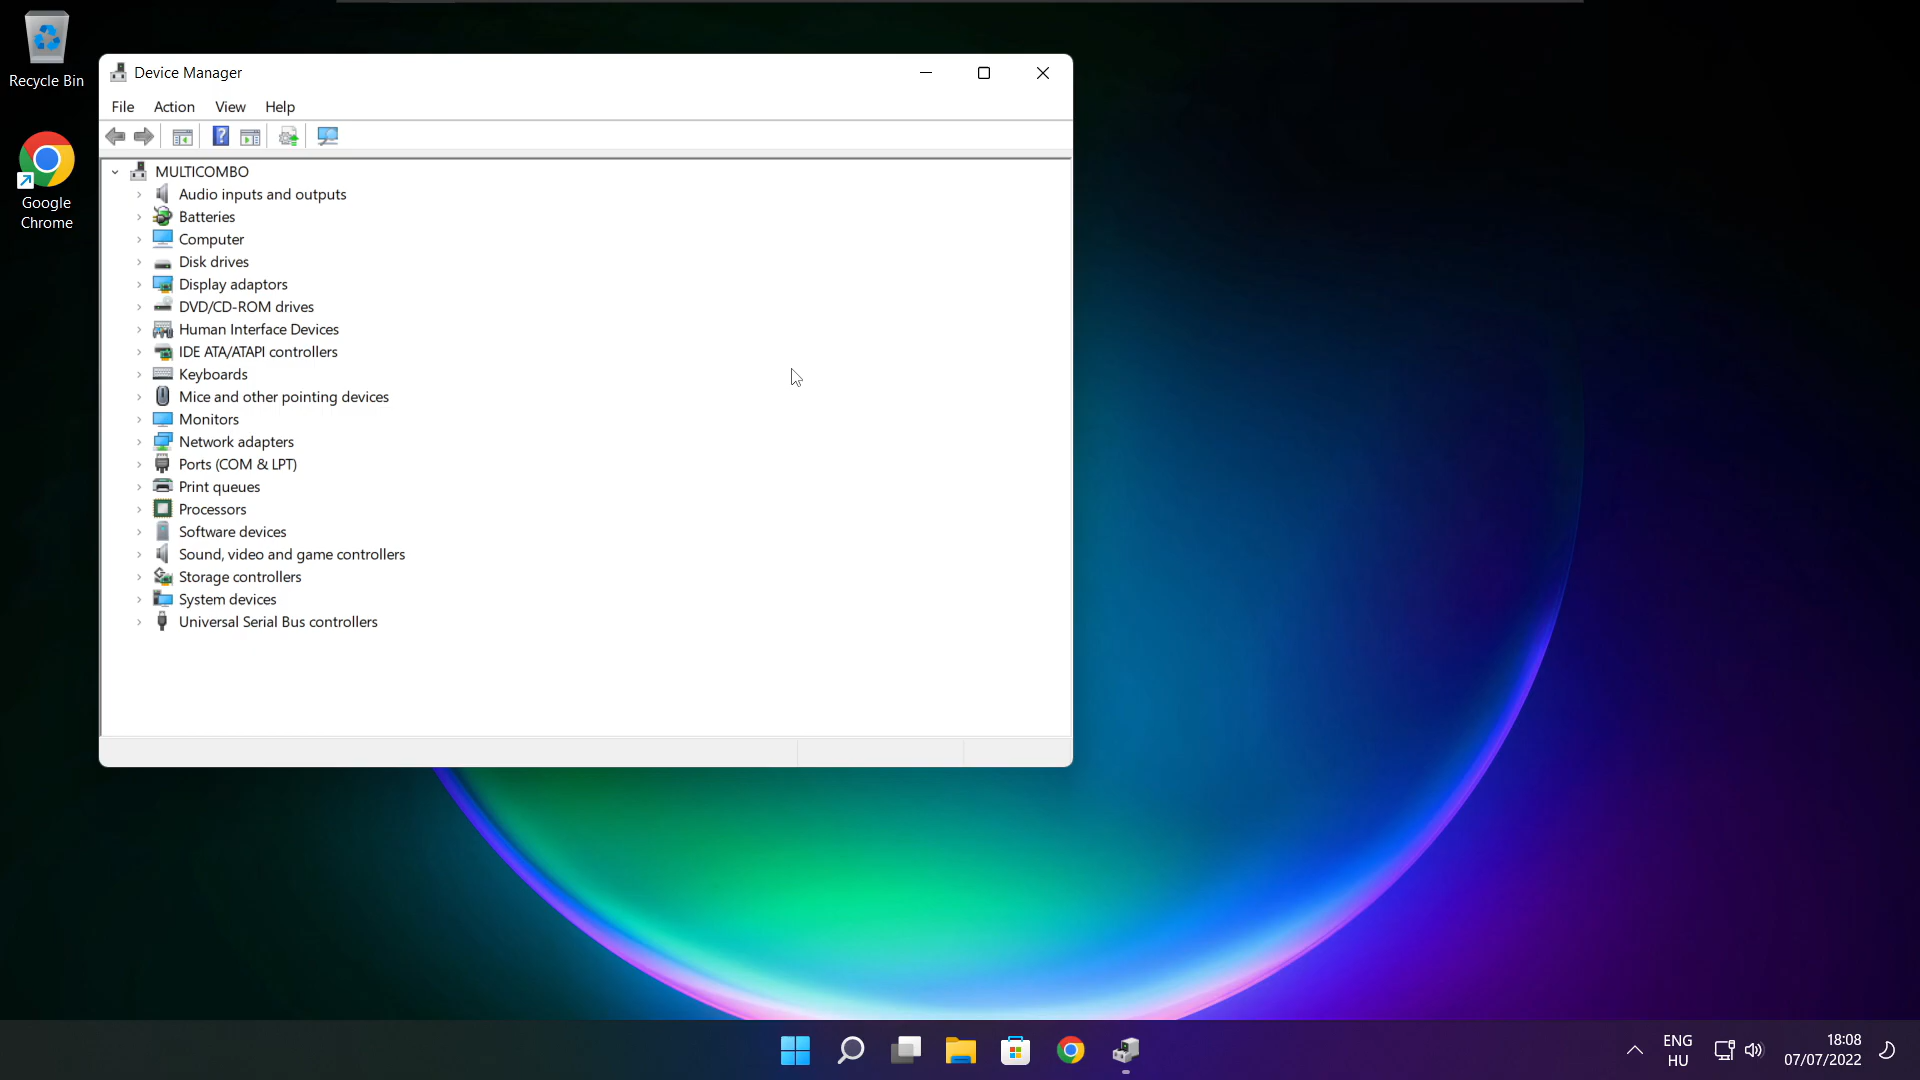 Recycle Bin
Google
Chrome
Device Manager
File Action View Help
MULTICOMBO
Audio inputs and outputs
Batteries
Computer
Disk drives
Display adaptors
DVD/CD-ROM drives
Human Interface Devices
IDE ATA/ATAPI controllers
Keyboards
Mice and other pointing devices
Monitors
Network adapters
Ports (COM & LPT)
Print queues
Processors
Software devices
Sound, video and game controllers
Storage controllers
System devices
Universal Serial Bus controllers
ENG
HU
18:08
07/07/2022